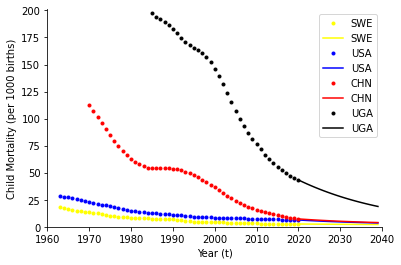 200
175
150
125
100
75
50
25
0
Child Mortality (per 1000 births)
SWE
SWE
USA
USA
CHN
CHN
UGA
UGA
1960 1970 1980 1990 2000 2010 2020 2030 2040
Year (t)